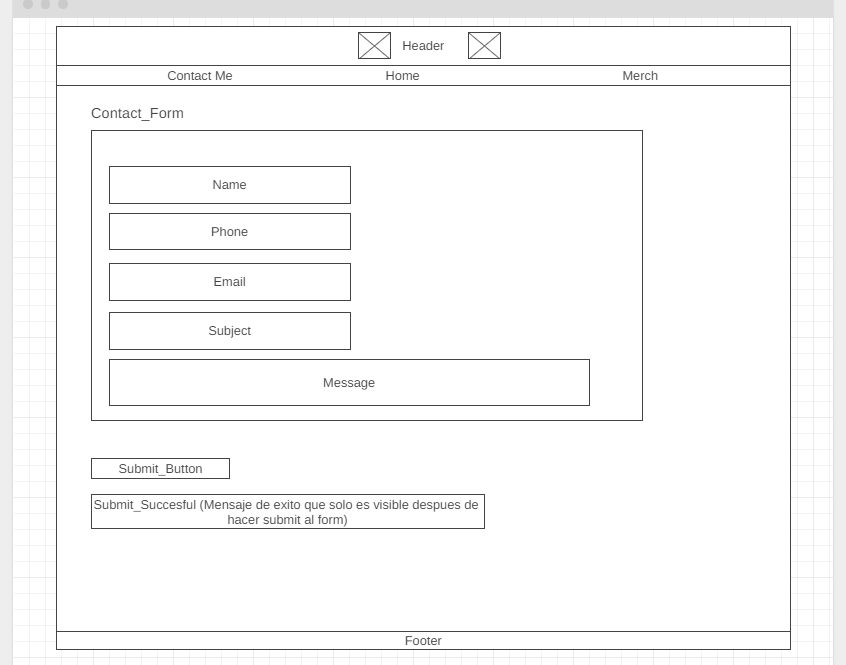 Header
Contact Me
Home
Merch
Contact_Form
Name
Phone
Email
Subject
Message
Submit_Button
Submit_Succesful (Mensaje de exito que solo es visible despues de
hacer submit al form)
Footer